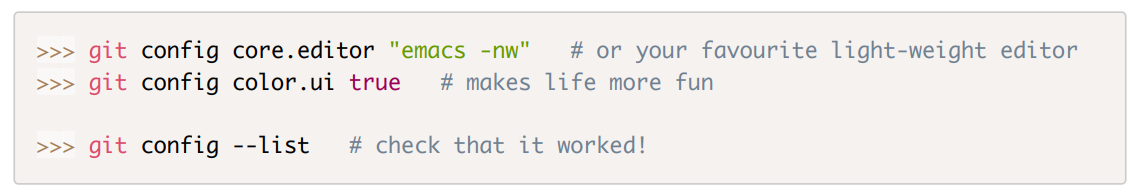 >>> git config core.editor "emacs -nw"   # or your favourite light-weight editor
>>> git config color.ui true   # makes life more fun
>>> git config --list   # check that it worked!